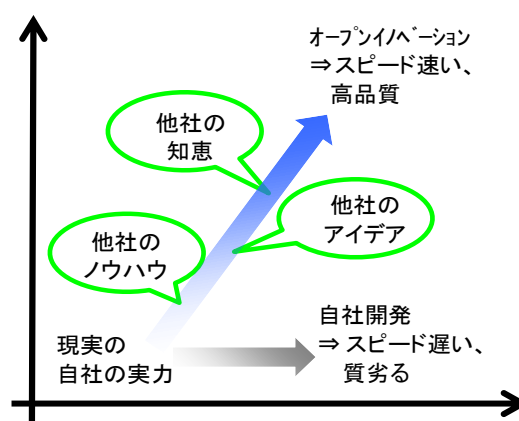 オープンイノベーション
⇒スピード速い、
高品質
他社の
知恵
他社の
アイデア
他社の
ノウハウ
現実の
自社の実力
自社開発
⇒ スピード遅い、
質劣る